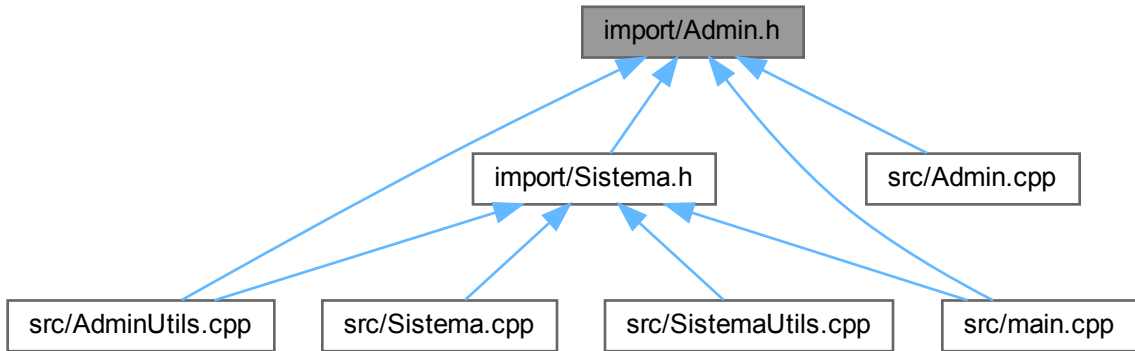 import/Admin.h
import/Sistema.h
src/Admin.cpp
src/AdminUtils.cpp
src/Sistema.cpp
src/SistemaUtils.cpp
src/main.cpp